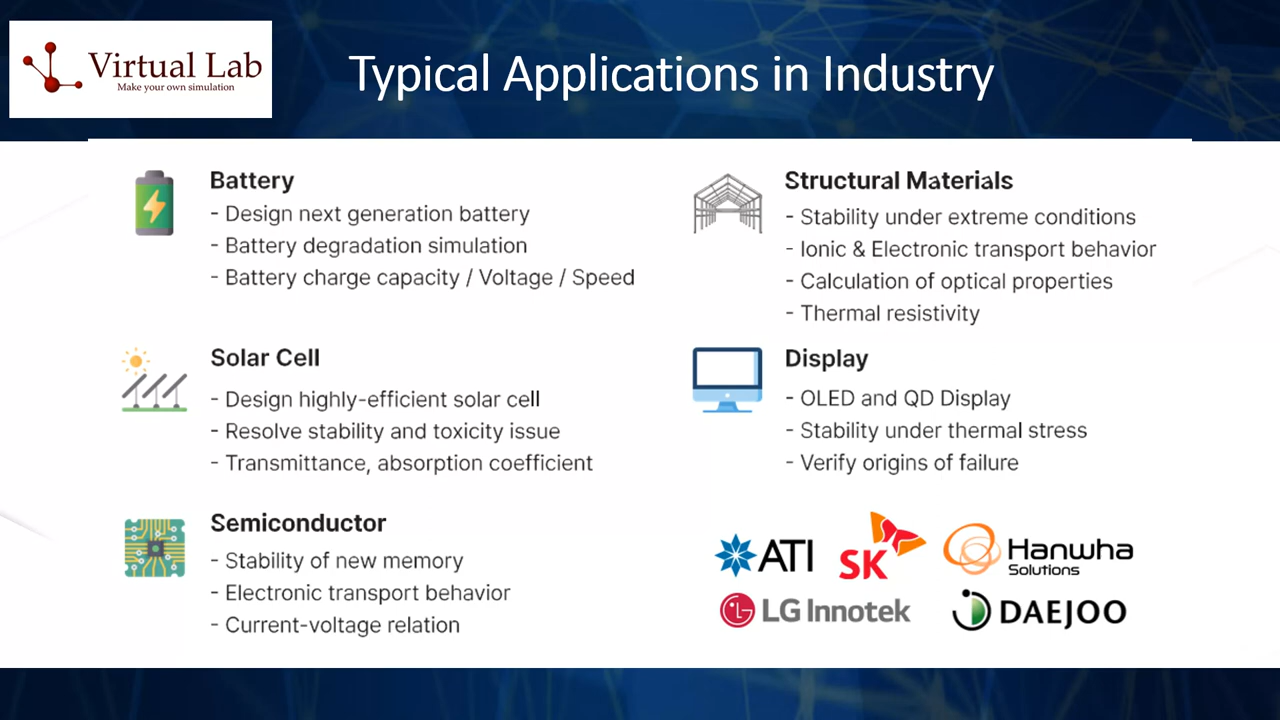 Virtual Lab
Make your own simulation
Typical Applications in Industry
Battery
- Design next generation battery
- Battery degradation simulation
- Battery charge capacity / Voltage / Speed
Solar Cell
- Design highly-efficient solar cell
- Resolve stability and toxicity issue
- Transmittance, absorption coefficient
Semiconductor
- Stability of new memory
- Electronic transport behavior
- Current-voltage relation
Structural Materials
- Stability under extreme conditions
- Ionic & Electronic transport behavior
- Calculation of optical properties
- Thermal resistivity
Display
- OLED and QD Display
- Stability under thermal stress
- Verify origins of failure
ATI
SK
Hanwha
Solutions
LG Innotek
DAEJOO